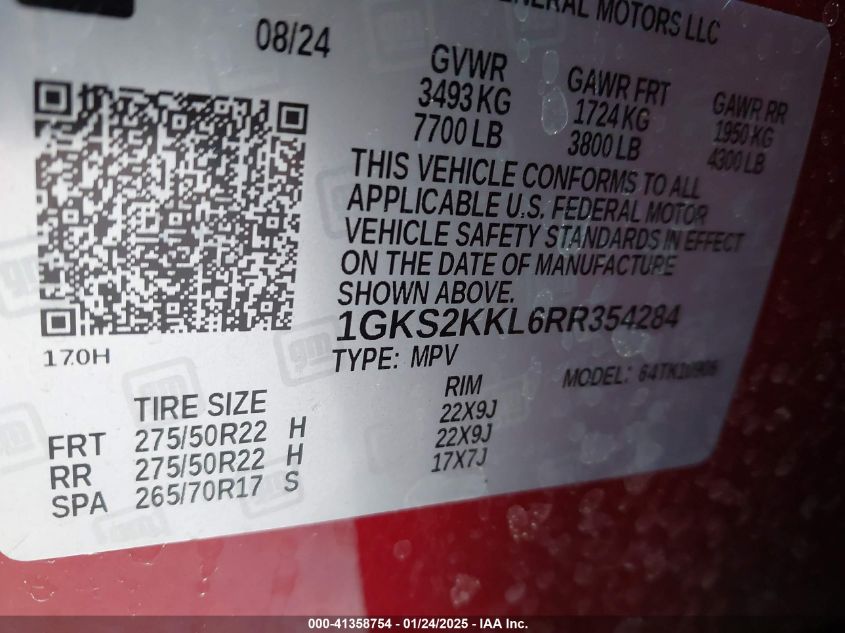 GENERAL MOTORS LLC
08/24
GVWR
3493 KG
7700 LB
GAWR FRT
1724 KG
3800 LB
GAWR RR
1950 KG
4300 LB
THIS VEHICLE CONFORMS TO ALL
APPLICABLE U.S. FEDERAL MOTOR
VEHICLE SAFETY STANDARDS IN EFFECT
ON THE DATE OF MANUFACTURE
SHOWN ABOVE.
1GKS2KKL6RR354284
170H
TYPE: MPV
MODEL:
TIRE SIZE RIM
FRT 275/50R22 H 22X9J
RR 275/50R22 H 22X9J
SPA 265/70R17 S 17X7J
000-41358754 - 01/24/2025 - IAA Inc.